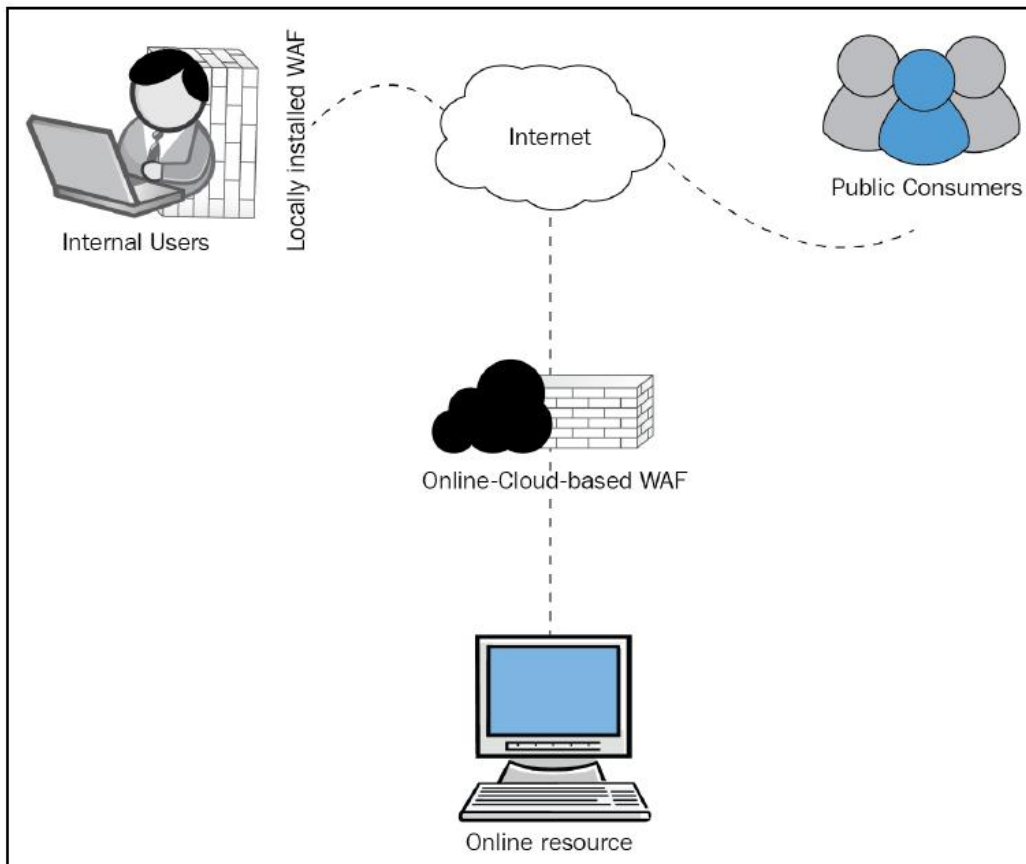 Locally installed WAF
Internet
Public Consumers
Internal Users
Online-Cloud-based WAF
Online resource